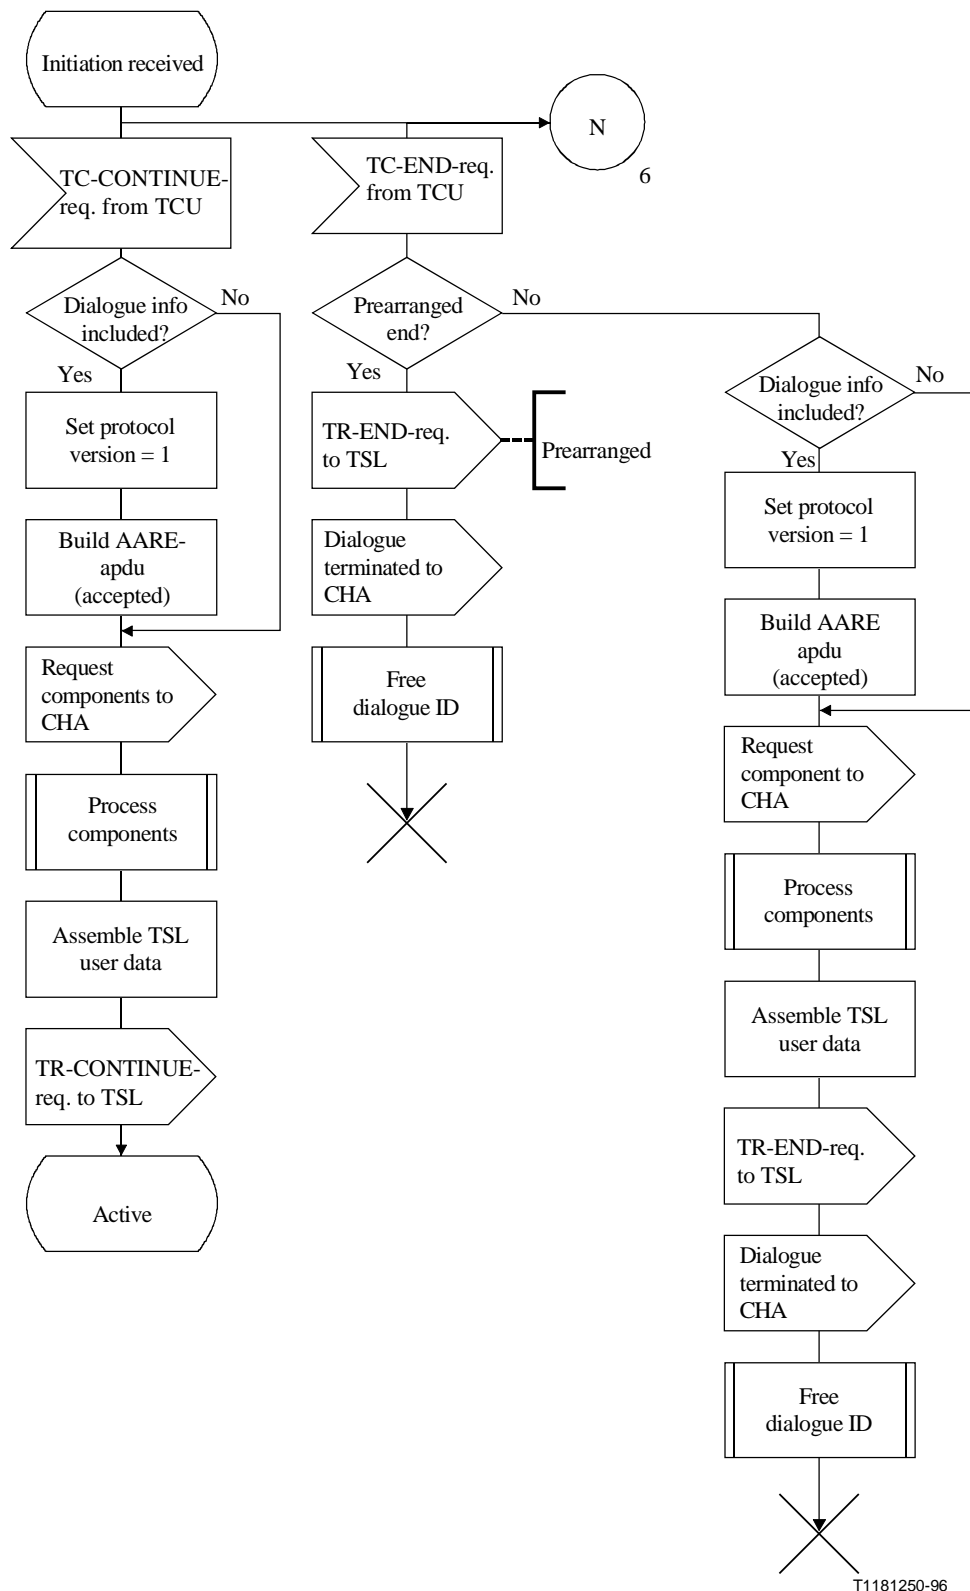 Initiation received
N
6
TC-CONTINUE-
req. from TCU
TC-END-req.
from TCU
Dialogue info
included?
No
Yes
Set protocol
version = 1
Build AARE-
apdu
(accepted)
Request
components to
CHA
Process
components
Assemble TSL
user data
TR-CONTINUE-
req. to TSL
Active
Prearranged
end?
No
Yes
TR-END-req.
to TSL
Prearranged
Dialogue
terminated to
CHA
Free
dialogue ID
Dialogue info
included?
No
Yes
Set protocol
version = 1
Build AARE
apdu
(accepted)
Request
component to
CHA
Process
components
Assemble TSL
user data
TR-END-req.
to TSL
Dialogue
terminated to
CHA
Free
dialogue ID
T1181250-96